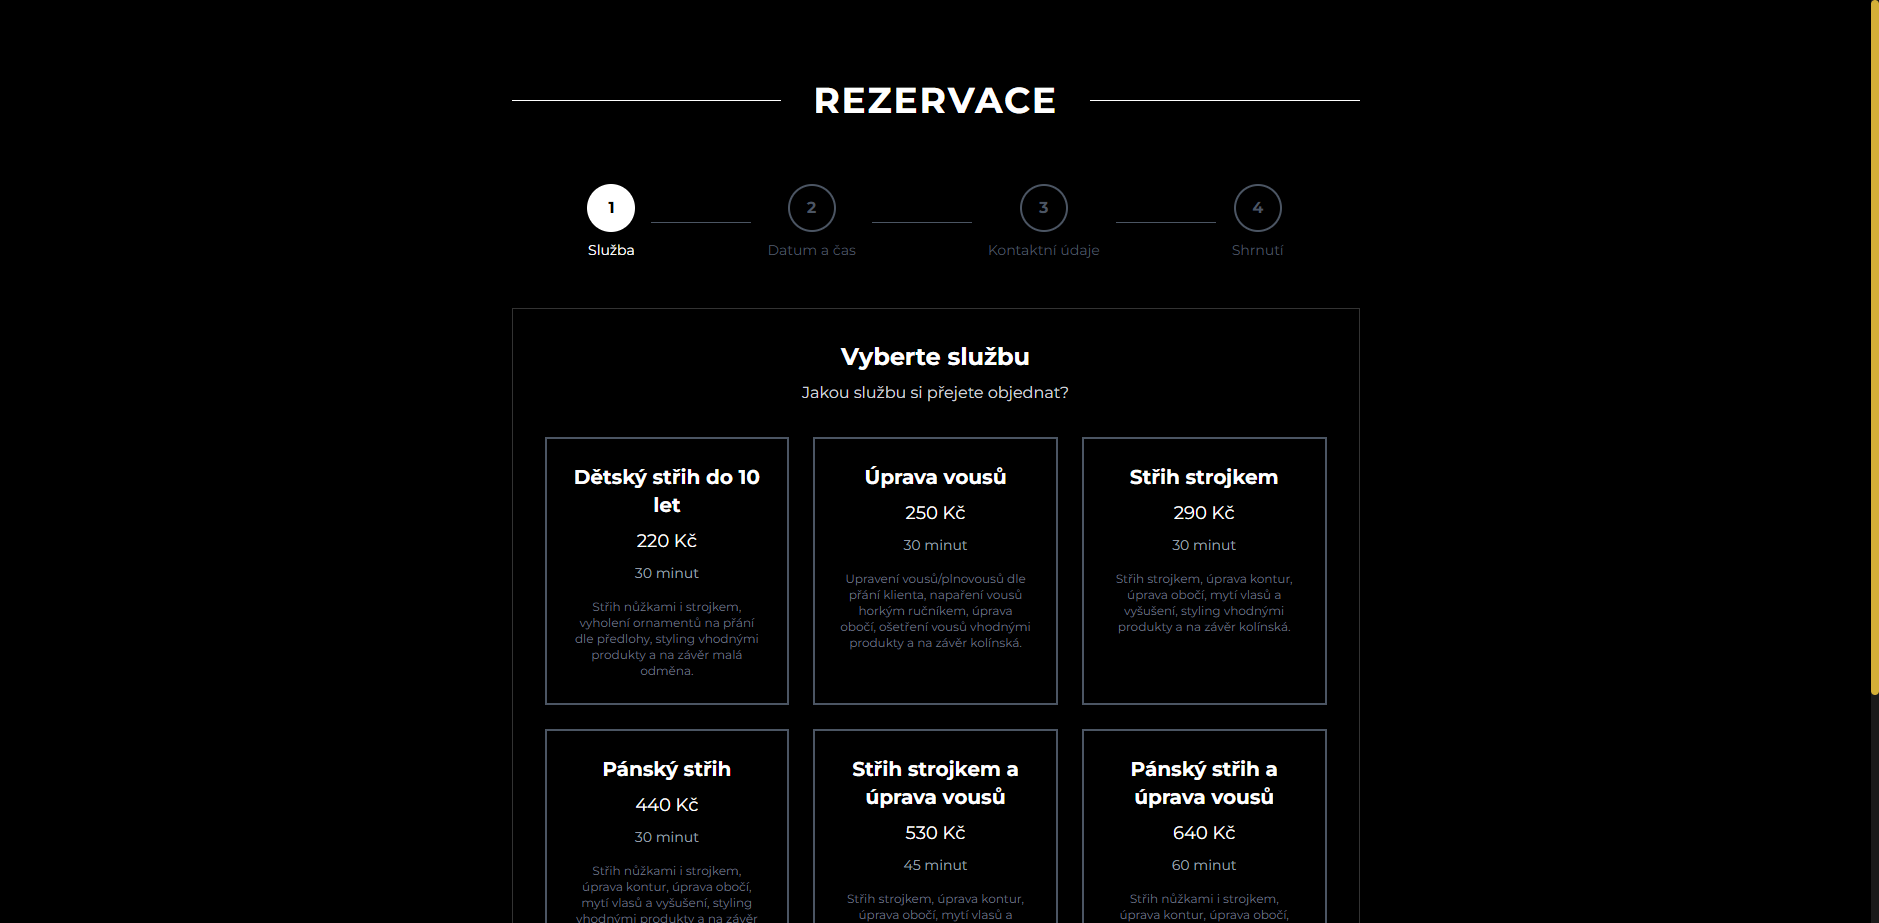 REZERVACE
1
2
3
4
Služba
Datum a čas
Kontaktní údaje
Shrnutí
Vyberte službu
Jakou službu si přejete objednat?
Dětský střih do 10
let
220 Kč
30 minut
Střih nůžkami i strojkem,
vyholení ornamentů na přání
dle předlohy, styling vhodnými
produkty a na závěr malá
odměna.
Úprava vousů
250 Kč
30 minut
Upravení vousů/plnovousů dle
přání klienta, napaření vousů
horkým ručníkem, úprava
obočí, ošetření vousů vhodnými
produkty a na závěr kolínská.
Střih strojkem
290 Kč
30 minut
Střih strojkem, úprava kontur,
úprava obočí, mytí vlasů a
vyšušení, styling vhodnými
produkty a na závěr kolínská.
Pánský střih
440 Kč
30 minut
Střih nůžkami i strojkem,
úprava kontur, úprava obočí,
mytí vlasů a vyšušení, styling
vhodnými produkty a na závěr
Střih strojkem a
úprava vousů
530 Kč
45 minut
Střih strojkem, úprava kontur,
úprava obočí, mytí vlasů a
Pánský střih a
úprava vousů
640 Kč
60 minut
Střih nůžkami i strojkem,
úprava kontur, úprava obočí,